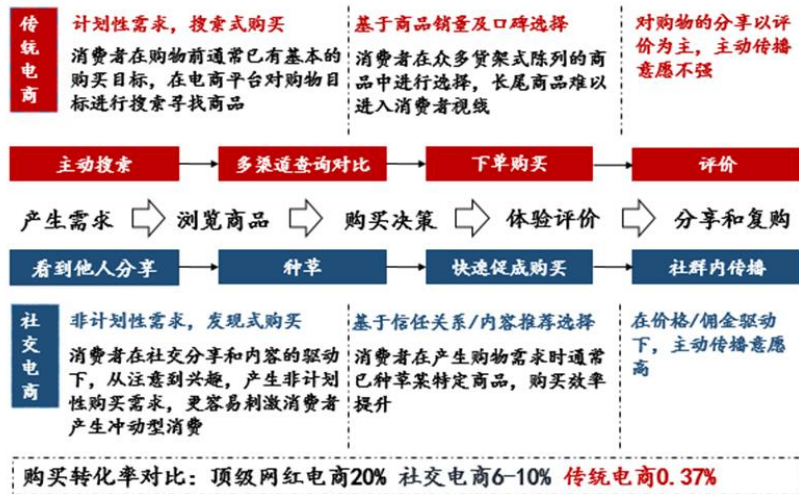 传统电商
计划性需求，搜索式购买
消费者在购物前通常已有基本的
购买目标，在电商平台对购物目
标进行搜索寻找商品
基于商品销量及口碑选择
消费者在众多货架式陈列的商
品中进行选择，长尾商品难以
进入消费者视线
对购物的分享以评
价为主，主动传播
意愿不强
主动搜索
多渠道查询对比
下单购买
评价
产生需求
浏览商品
购买决策
体验评价
分享和复购
看到他人分享
种草
快速促成购买
社群内传播
社交电商
非计划性需求，发现式购买
消费者在社交分享和内容的驱动
下，从注意到兴趣，产生非计划
性购买需求，更容易刺激消费者
产生冲动型消费
基于信任关系/内容推荐选择
消费者在产生购物需求时通常
已种草某特定商品，购买效率
提升
在价格/佣金驱动
下，主动传播意愿
高
购买转化率对比：顶级网红电商20% 社交电商6-10% 传统电商0.37%